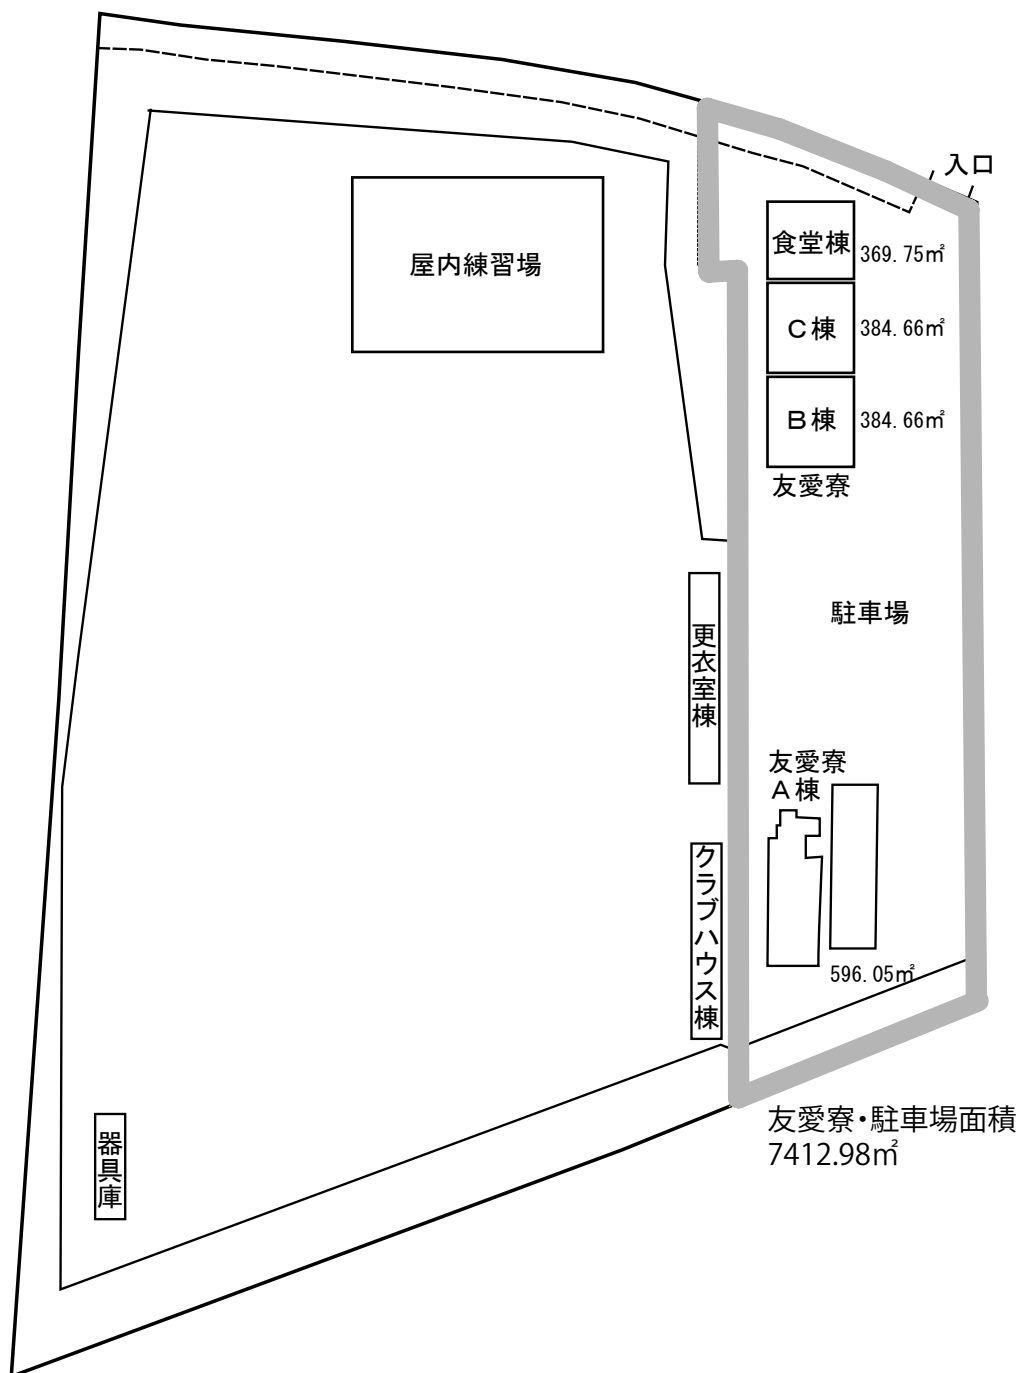 入口
食堂棟
369.75㎡
屋内練習場
C棟
384.66㎡
B棟
384.66㎡
友愛寮
駐車場
更衣室棟
友愛寮
A棟
クラブハウス棟
596.05㎡
器具庫
友愛寮・駐車場面積
7412.98㎡